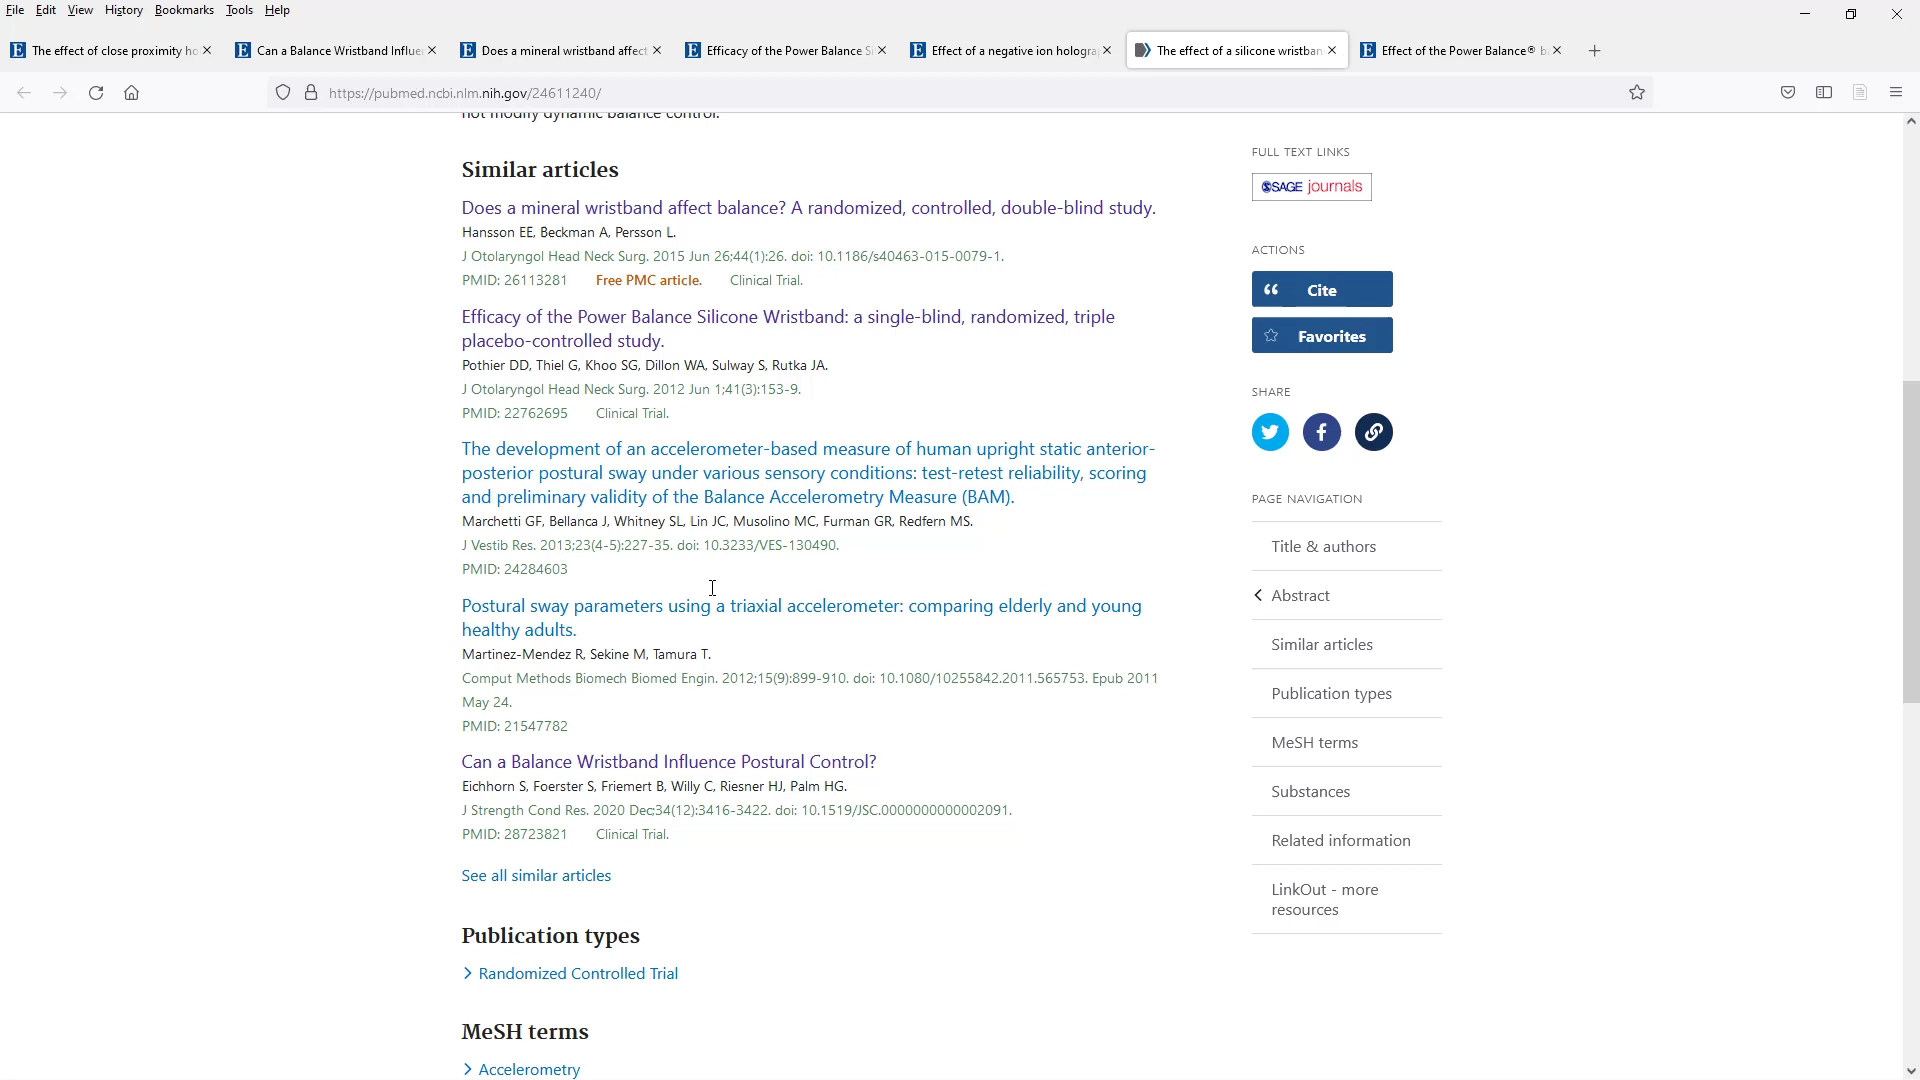 File Edit View History Bookmarks Tools Help
The effect of close proximity ho
Can a Balance Wristband Influe
Does a mineral wristband affect
Efficacy of the Power Balance Si
Effect of a negative ion hologra
The effect of a silicone wristban
Effect of the Power Balance® b
https://pubmed.ncbi.nlm.nih.gov/24611240/
not modify dynamic balance control.
Similar articles
Does a mineral wristband affect balance? A randomized, controlled, double-blind study.
Hansson EE, Beckman A, Persson L.
J Otolaryngol Head Neck Surg. 2015 Jun 26;44(1):26. doi: 10.1186/s40463-015-0079-1.
PMID: 26113281 Free PMC article. Clinical Trial.
Efficacy of the Power Balance Silicone Wristband: a single-blind, randomized, triple
placebo-controlled study.
Pothier DD, Thiel G, Khoo SG, Dillon WA, Sulway S, Rutka JA.
J Otolaryngol Head Neck Surg. 2012 Jun 1;41(3):153-9.
PMID: 22762695 Clinical Trial.
The development of an accelerometer-based measure of human upright static anterior-
posterior postural sway under various sensory conditions: test-retest reliability, scoring
and preliminary validity of the Balance Accelerometry Measure (BAM).
Marchetti GF, Bellanca J, Whitney SL, Lin JC, Musolino MC, Furman GR, Redfern MS.
J Vestib Res. 2013;23(4-5):227-35. doi: 10.3233/VES-130490.
PMID: 24284603
Postural sway parameters using a triaxial accelerometer: comparing elderly and young
healthy adults.
Martinez-Mendez R, Sekine M, Tamura T.
Comput Methods Biomech Biomed Engin. 2012;15(9):899-910. doi: 10.1080/10255842.2011.565753. Epub 2011
May 24.
PMID: 21547782
Can a Balance Wristband Influence Postural Control?
Eichhorn S, Foerster S, Friemert B, Willy C, Riesner HJ, Palm HG.
J Strength Cond Res. 2020 Dec;34(12):3416-3422. doi: 10.1519/JSC.0000000000002091.
PMID: 28723821 Clinical Trial.
See all similar articles
Publication types
Randomized Controlled Trial
MeSH terms
Accelerometry
FULL TEXT LINKS
SAGE journals
ACTIONS
Cite
Favorites
SHARE
PAGE NAVIGATION
Title & authors
Abstract
Similar articles
Publication types
MeSH terms
Substances
Related information
LinkOut - more
resources